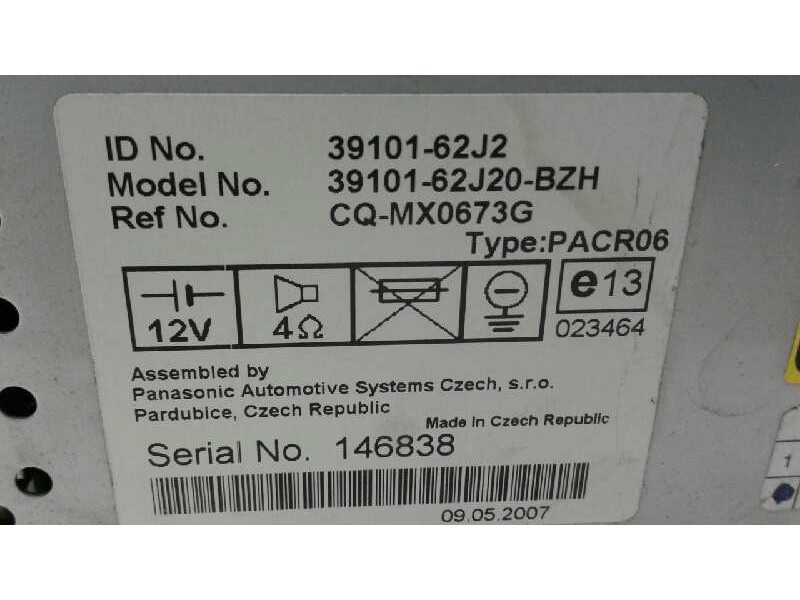 ID No. 39101-62J2
Model No. 39101-62J20-BZH
Ref No. CQ-MX0673G
Type:PACR06
12V 4Ω e13
023464
Assembled by
Panasonic Automotive Systems Czech, s.r.o.
Pardubice, Czech Republic
Made in Czech Republic
Serial No. 146838
09.05.2007
1